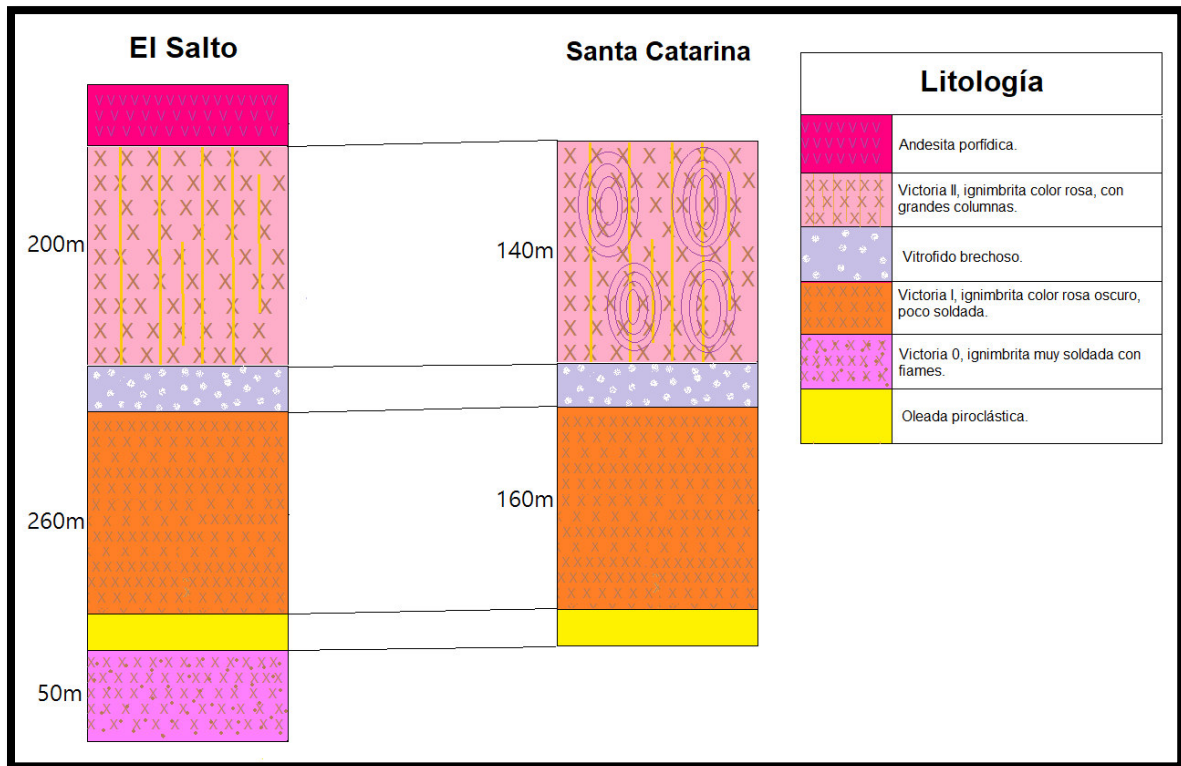 El Salto
Santa Catarina
200m
260m
50m
140m
160m
Litología
Andesita porfídica.
Victoria II, ignimbrita color rosa, con
grandes columnas.
Vitrofido brechoso.
Victoria I, ignimbrita color rosa oscuro,
poco soldada.
Victoria 0, ignimbrita muy soldada con
fiames.
Oleada piroclástica.